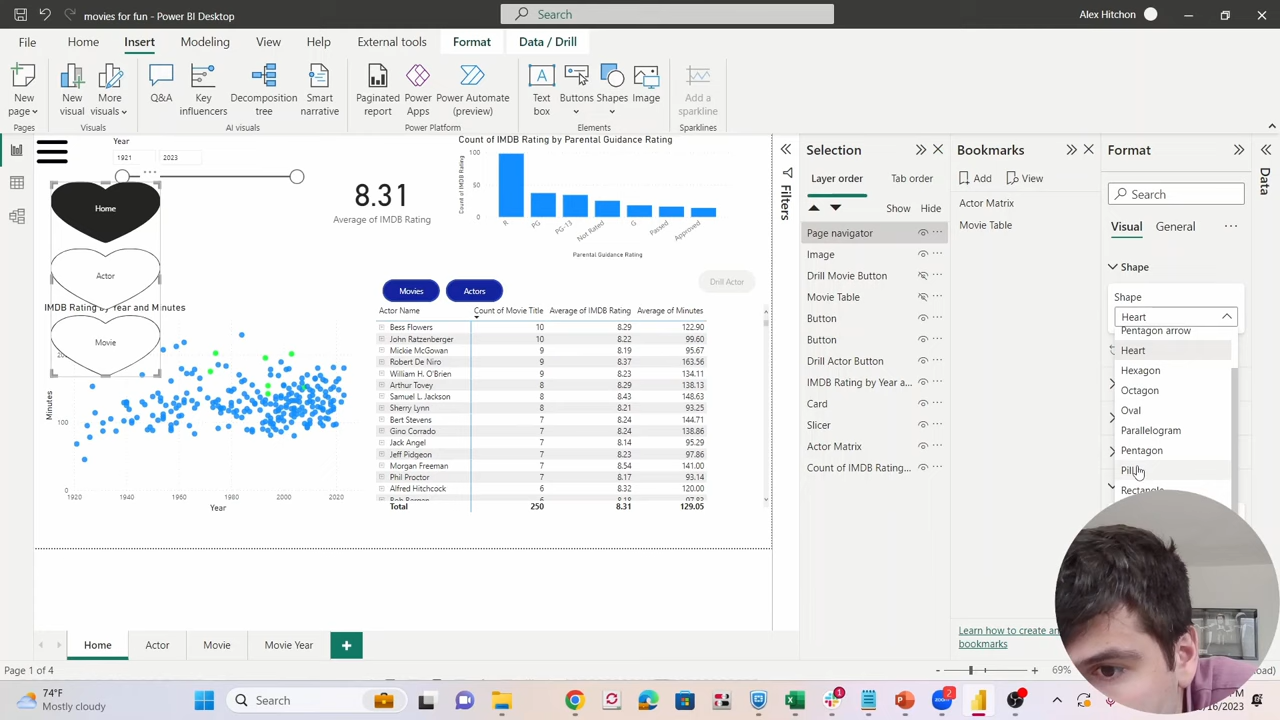 movies for fun - Power BI Desktop
Search
Alex Hitchon
File
Home
Insert
Modeling
View
Help
External tools
Format
Data / Drill
New page
New visual
More visuals
Q&A
Key influencers
Decomposition tree
Smart narrative
Paginated report
Power Apps
Power Automate (preview)
Text box
Buttons
Shapes
Image
Add a sparkline
Pages
Visuals
AI visuals
Power Platform
Elements
Sparklines
Year
1921
2023
Home
Actor
Movie
8.31
Average of IMDB Rating
Count of IMDB Rating by Parental Guidance Rating
Count of IMDB Rating
100
50
0
R
PG
PG-13
Not Rated
G
Passed
Approved
Parental Guidance Rating
IMDB Rating by Year and Minutes
Minutes
100
0
1920
1940
1960
1980
2000
2020
Year
Movies
Actors
Drill Actor
Actor Name Count of Movie Title Average of IMDB Rating Average of Minutes
Bess Flowers 10 8.29 122.90
John Ratzenberger 10 8.22 99.60
Mickie McGowan 9 8.19 95.67
Robert De Niro 9 8.37 163.56
William H. O'Brien 9 8.23 134.11
Arthur Tovey 8 8.29 138.13
Samuel L. Jackson 8 8.43 148.63
Sherry Lynn 8 8.21 93.25
Bert Stevens 7 8.24 144.71
Gino Corrado 7 8.24 138.86
Jack Angel 7 8.14 95.29
Jeff Pidgeon 7 8.23 97.86
Morgan Freeman 7 8.54 141.00
Phil Proctor 7 8.17 93.14
Alfred Hitchcock 6 8.32 120.00
Total 250 8.31 129.05
Filters
Selection
Layer order
Tab order
Show
Hide
Page navigator
Image
Drill Movie Button
Movie Table
Button
Button
Drill Actor Button
IMDB Rating by Year a...
Card
Slicer
Actor Matrix
Count of IMDB Rating...
Bookmarks
Add
View
Actor Matrix
Movie Table
Learn how to create an
bookmarks
Format
Search
Visual
General
Shape
Shape
Heart
Pentagon arrow
Heart
Hexagon
Octagon
Oval
Parallelogram
Pentagon
Pill
Rectangle
Data
Home
Actor
Movie
Movie Year
Page 1 of 4
69%
74°F
Mostly cloudy
Search